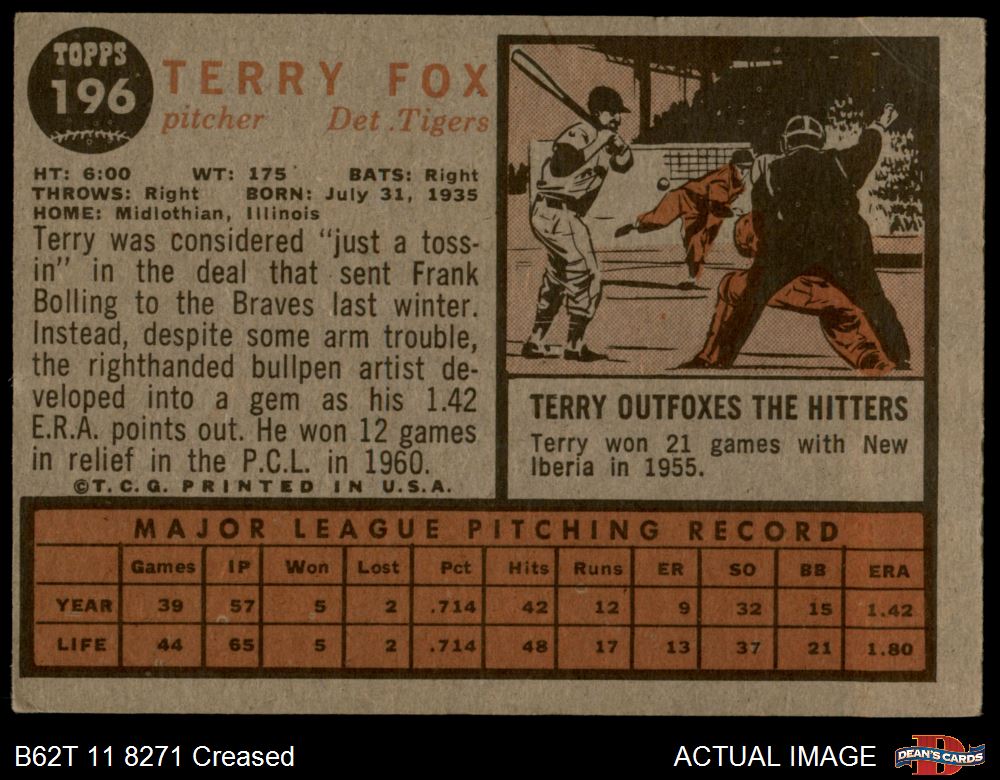 TOPPS
196
TERRY FOX
pitcher Det. Tigers
HT: 6:00 WT: 175 BATS: Right
THROWS: Right BORN: July 31, 1935
HOME: Midlothian, Illinois
Terry was considered "just a toss-
in" in the deal that sent Frank
Bolling to the Braves last winter.
Instead, despite some arm trouble,
the righthanded bullpen artist de-
veloped into a gem as his 1.42
E.R.A. points out. He won 12 games
in relief in the P.C.L. in 1960.
©T.C.G. PRINTED IN U.S.A.
TERRY OUTFOXES THE HITTERS
Terry won 21 games with New
Iberia in 1955.
MAJOR LEAGUE PITCHING RECORD
Games IP Won Lost Pct Hits Runs ER SO BB ERA
YEAR 39 57 5 2 .714 42 12 9 32 15 1.42
LIFE 44 65 5 2 .714 48 17 13 37 21 1.80
B62T 11 8271 Creased ACTUAL IMAGE
D
DEAN'S CARDS